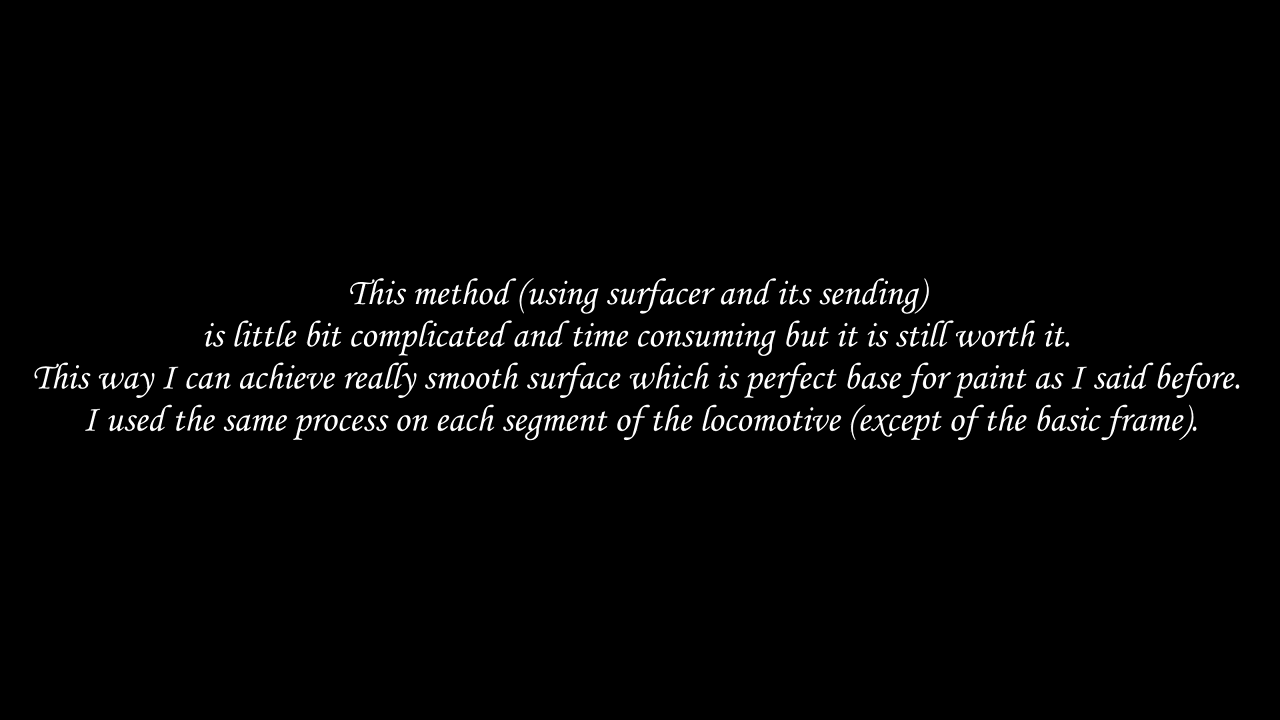 This method (using surfacer and its sending)
is little bit complicated and time consuming but it is still worth it.
This way I can achieve really smooth surface which is perfect base for paint as I said before.
I used the same process on each segment of the locomotive (except of the basic frame).